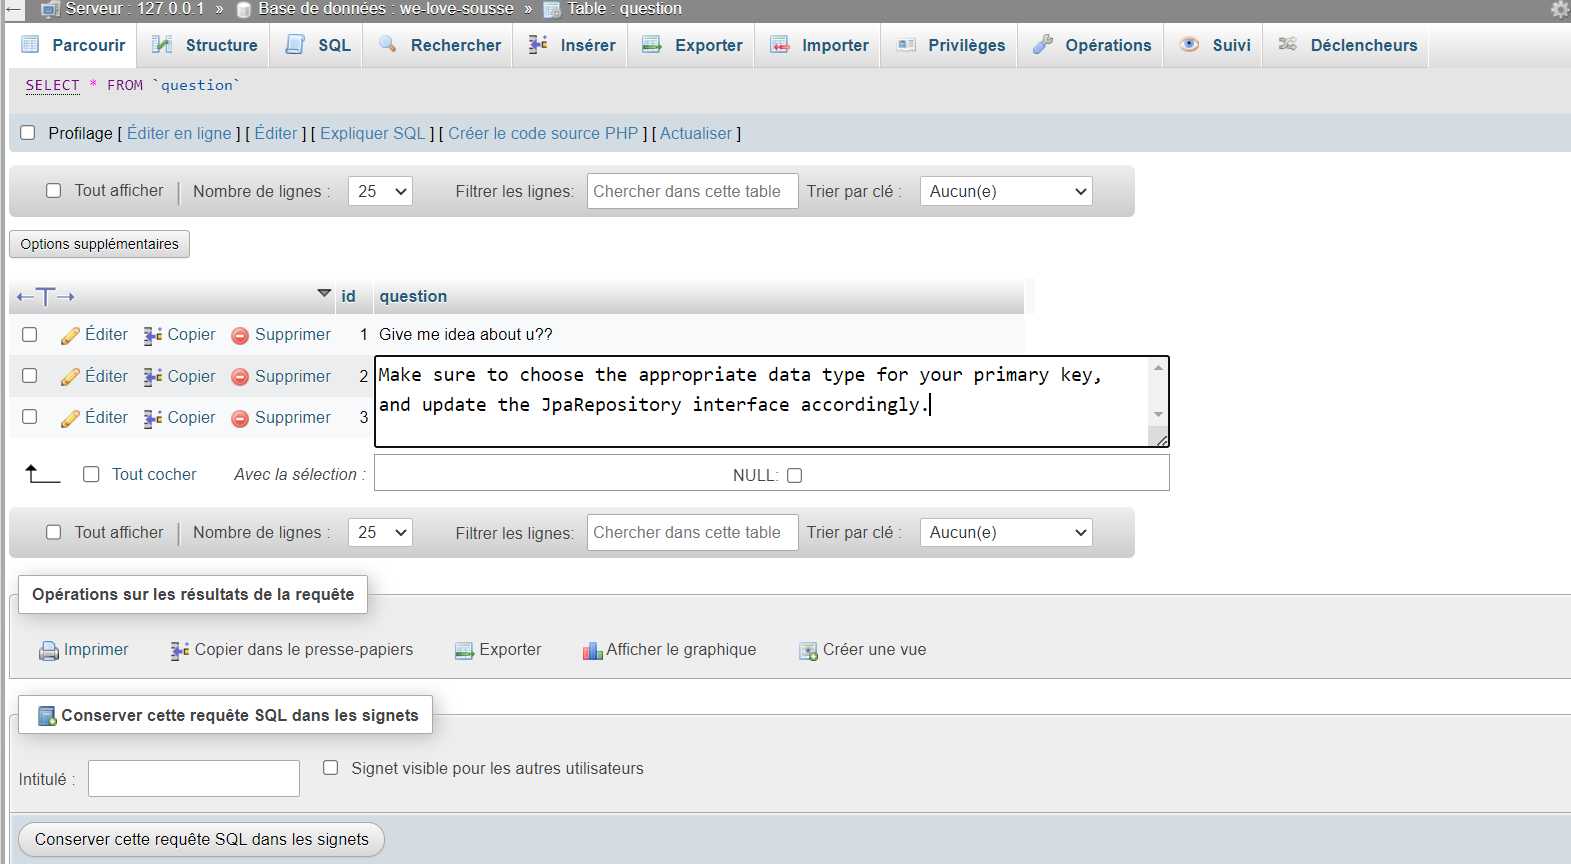 Serveur : 127.0.0.1 » Base de données : we-love-sousse » Table : question
Parcourir Structure SQL Rechercher Insérer Exporter Importer Privilèges Opérations Suivi Déclencheurs
SELECT * FROM `question`
Profilage [ Éditer en ligne ] [ Éditer ] [ Expliquer SQL ] [ Créer le code source PHP ] [ Actualiser ]
Tout afficher Nombre de lignes : 25 Filtrer les lignes: Chercher dans cette table Trier par clé : Aucun(e)
Options supplémentaires
id question
Éditer Copier Supprimer 1 Give me idea about u??
Éditer Copier Supprimer 2 Make sure to choose the appropriate data type for your primary key,
and update the JpaRepository interface accordingly.
Éditer Copier Supprimer 3
Tout cocher Avec la sélection : NULL:
Tout afficher Nombre de lignes : 25 Filtrer les lignes: Chercher dans cette table Trier par clé : Aucun(e)
Opérations sur les résultats de la requête
Imprimer Copier dans le presse-papiers Exporter Afficher le graphique Créer une vue
Conserver cette requête SQL dans les signets
Intitulé : Signet visible pour les autres utilisateurs
Conserver cette requête SQL dans les signets